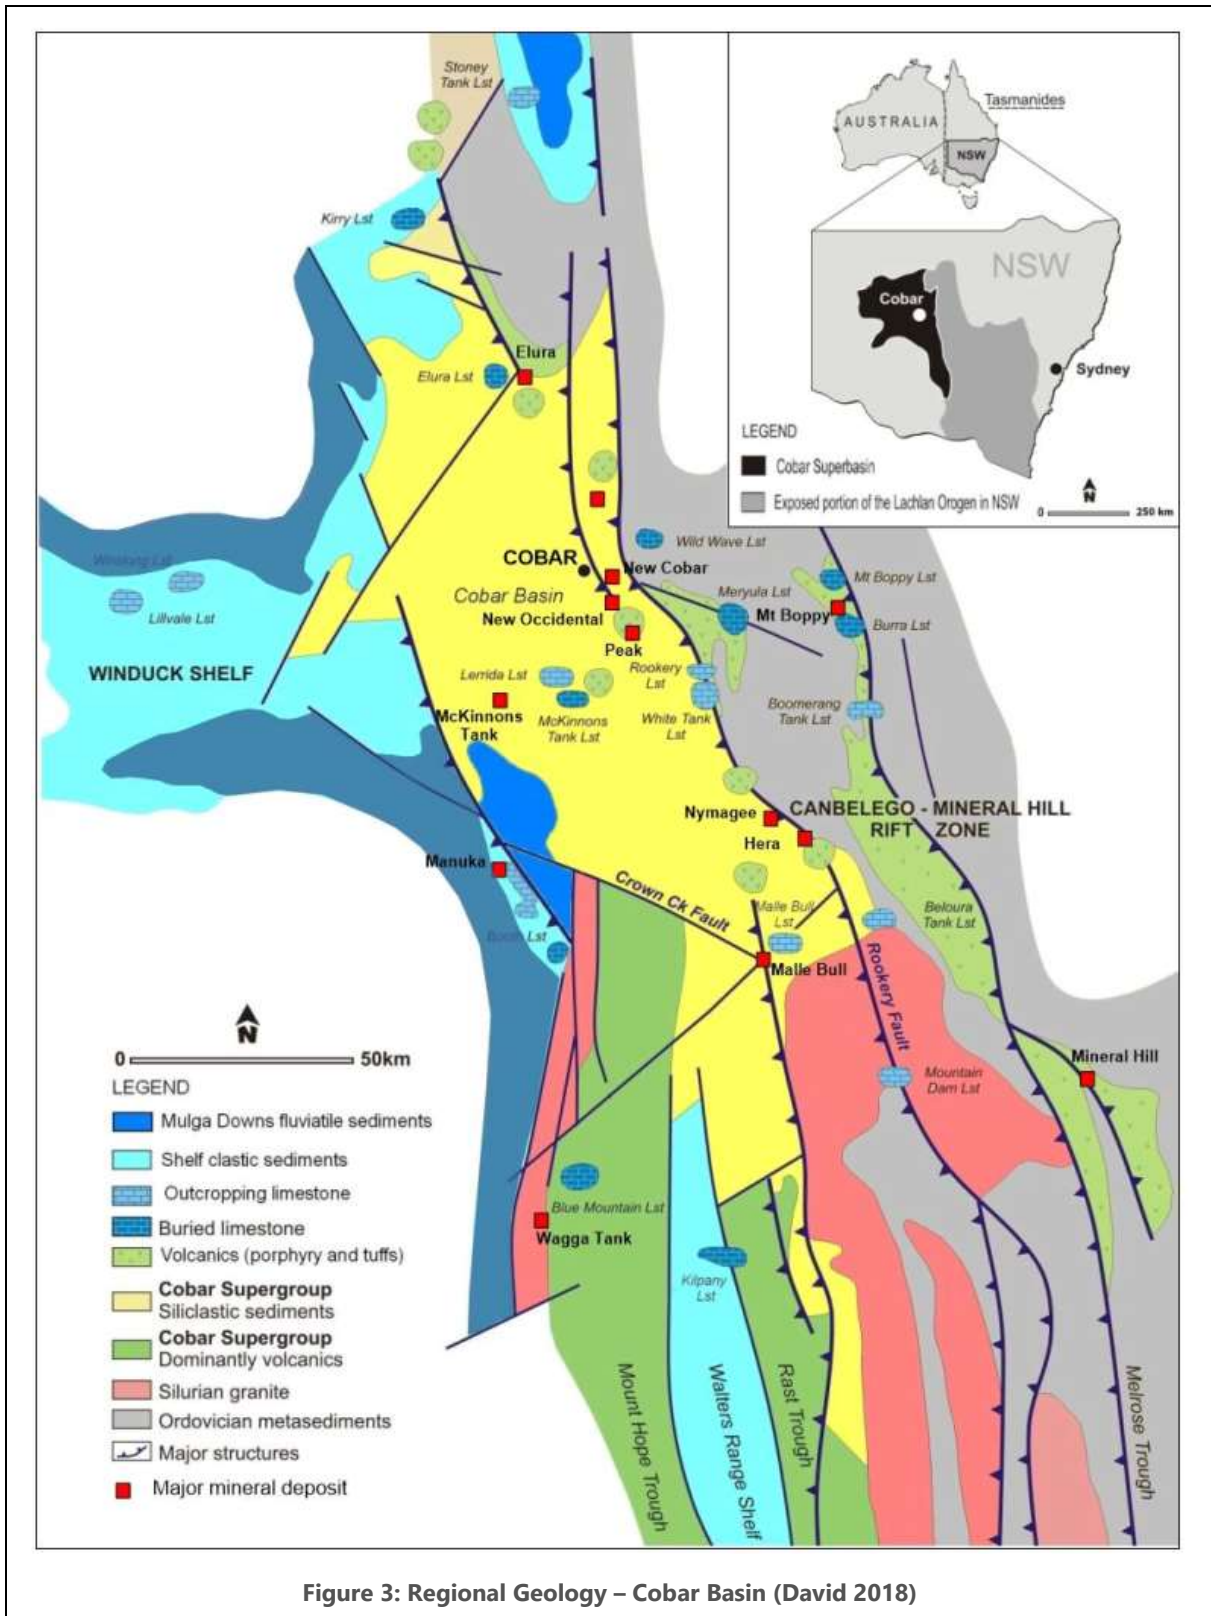 Stoney
Tank Lst
Kirry Lst
Elura
Elura Lst
Tasmanides
AUSTRALIA
NSW
NSW
Cobar
Sydney
LEGEND
Cobar Superbasin
Exposed portion of the Lachlan Orogen in NSW
N
0 250 km
Wild Wave Lst
COBAR
New Cobar
Cobar Basin
New Occidental
Peak
Meryula Lst
Mt Boppy Lst
Mt Boppy
Burra Lst
Lillvale Lst
WINDUCK SHELF
Lerrida Lst
McKinnons
Tank
McKinnons
Tank Lst
Rookery
Lst
White Tank
Lst
Boomerang
Tank Lst
Nymagee
Hera
CANBELEGO - MINERAL HILL
RIFT ZONE
Manuka
Crown Ck Fault
Malle Bull
Lst
Malle Bull
Rookery Fault
Beloura
Tank Lst
Booth Lst
Mineral Hill
Mountain
Dam Lst
Blue Mountain Lst
Wagga Tank
Kilpany
Lst
Mount Hope Trough
Walters Range Shelf
Rast Trough
Melrose Trough
N
0 50km
LEGEND
Mulga Downs fluviatile sediments
Shelf clastic sediments
Outcropping limestone
Buried limestone
Volcanics (porphyry and tuffs)
Cobar Supergroup
Siliclastic sediments
Cobar Supergroup
Dominantly volcanics
Silurian granite
Ordovician metasediments
Major structures
Major mineral deposit
Figure 3: Regional Geology – Cobar Basin (David 2018)